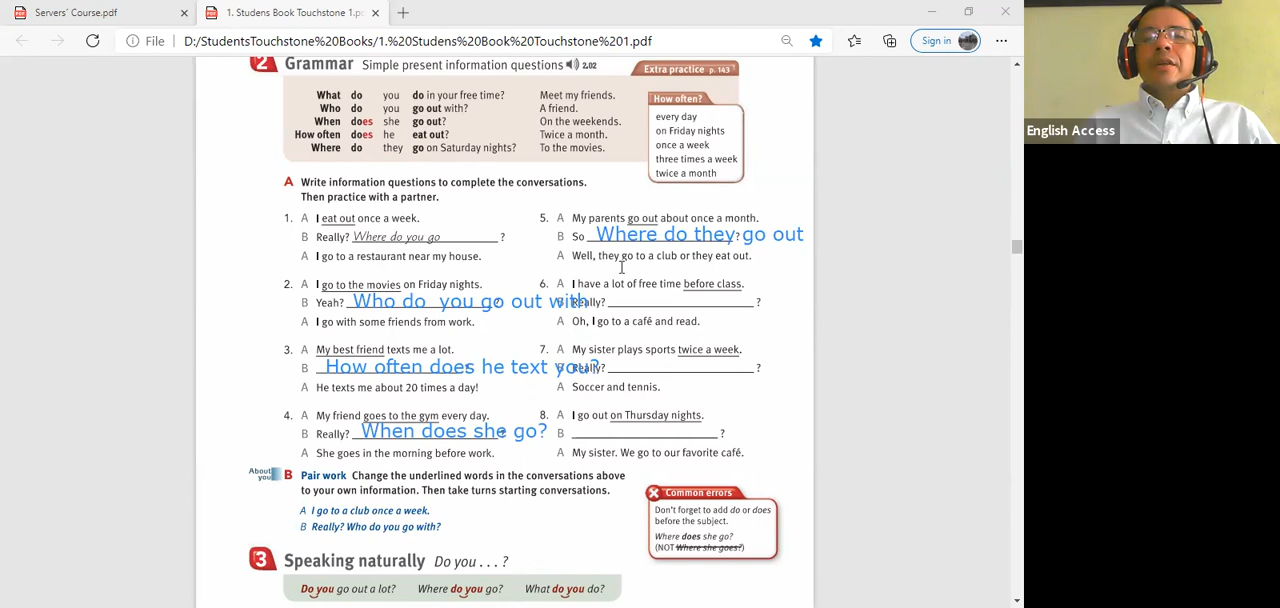 Servers' Course.pdf
1. Studens Book Touchstone 1.p
File D:/StudentsTouchstone%20Books/1.%20Studens%20Book%20Touchstone%201.pdf
Sign in
English Access
2 Grammar Simple present information questions 2.02
Extra practice p. 143
What do you do in your free time? Meet my friends.
Who do you go out with? A friend.
When does she go out? On the weekends.
How often does he eat out? Twice a month.
Where do they go on Saturday nights? To the movies.
How often?
every day
on Friday nights
once a week
three times a week
twice a month
A Write information questions to complete the conversations.
Then practice with a partner.
1. A I eat out once a week.
B Really? Where do you go ?
A I go to a restaurant near my house.
2. A I go to the movies on Friday nights.
B Yeah? Who do you go out with ?
A I go with some friends from work.
3. A My best friend texts me a lot.
B How often does he text you? ?
A He texts me about 20 times a day!
4. A My friend goes to the gym every day.
B Really? When does she go? ?
A She goes in the morning before work.
5. A My parents go out about once a month.
B So Where do they go out ?
A Well, they go to a club or they eat out.
6. A I have a lot of free time before class.
B Really? ?
A Oh, I go to a café and read.
7. A My sister plays sports twice a week.
B Really? ?
A Soccer and tennis.
8. A I go out on Thursday nights.
B ?
A My sister. We go to our favorite café.
About you
B Pair work Change the underlined words in the conversations above
to your own information. Then take turns starting conversations.
A I go to a club once a week.
B Really? Who do you go with?
Common errors
Don't forget to add do or does
before the subject.
Where does she go?
(NOT Where she goes?)
3 Speaking naturally Do you . . . ?
Do you go out a lot? Where do you go? What do you do?